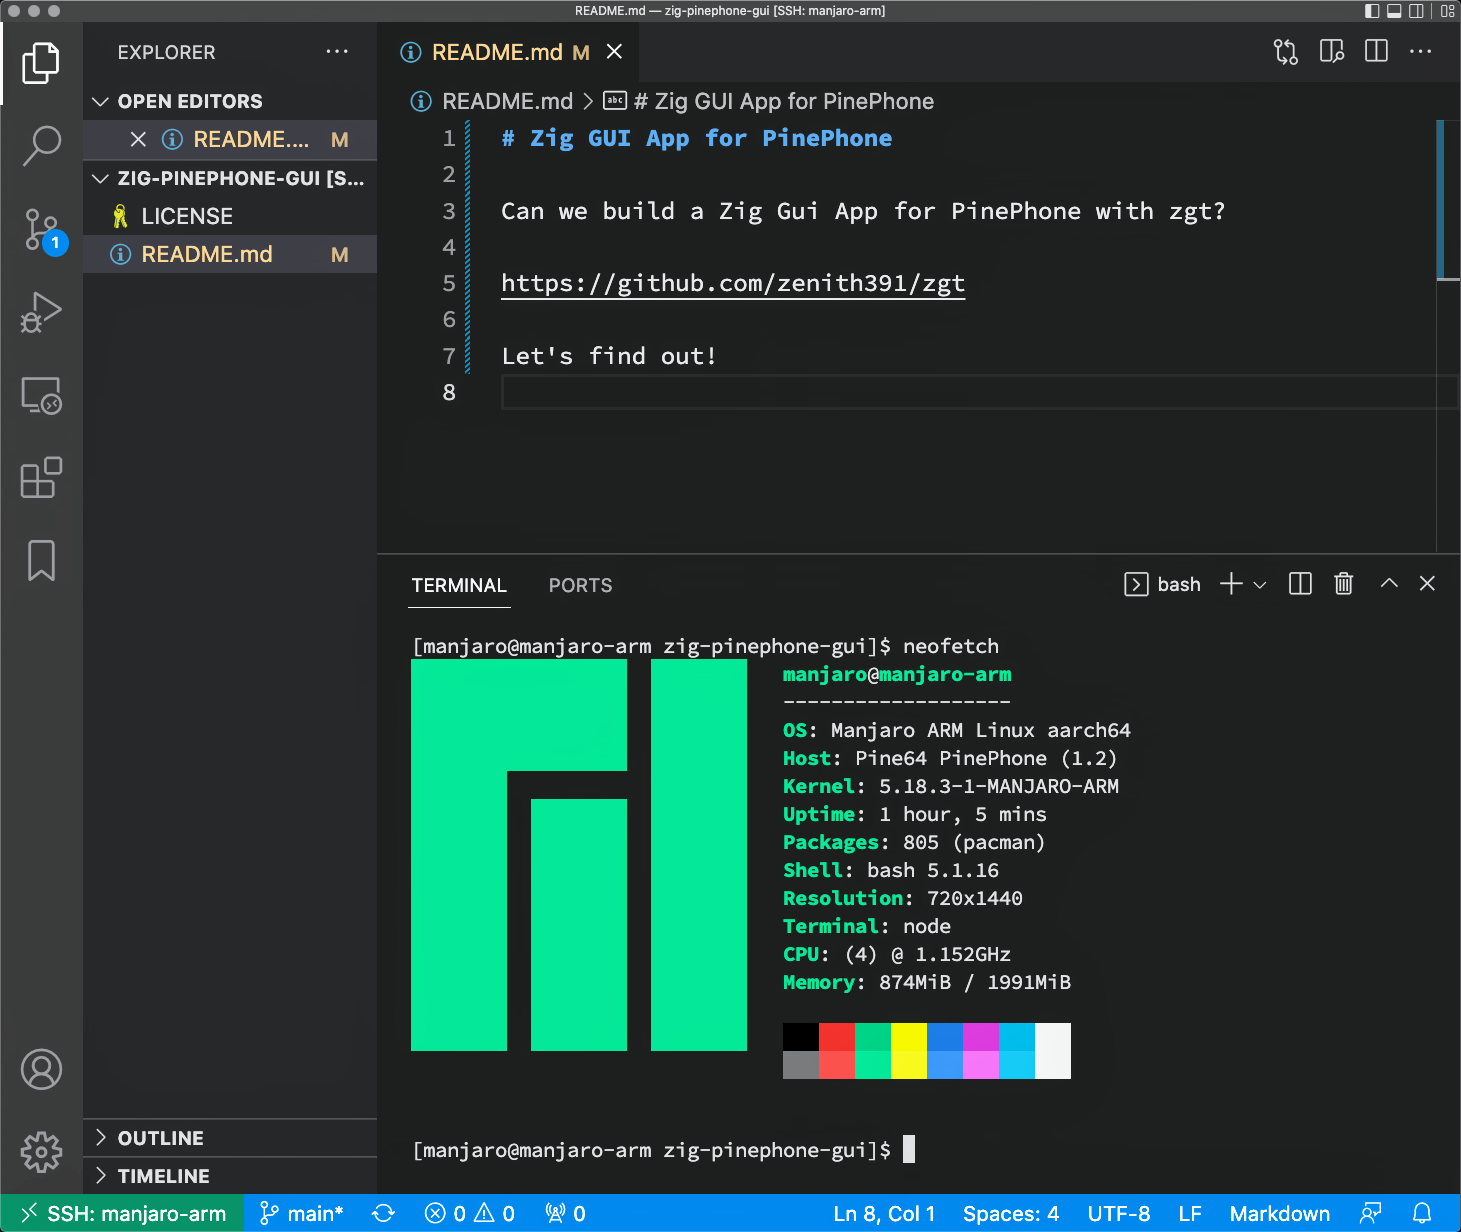 README.md — zig-pinephone-gui [SSH: manjaro-arm]
EXPLORER
OPEN EDITORS
README.... M
ZIG-PINEPHONE-GUI [S...
LICENSE
README.md M
1
OUTLINE
TIMELINE
README.md M
README.md > # Zig GUI App for PinePhone
1 # Zig GUI App for PinePhone
2
3 Can we build a Zig Gui App for PinePhone with zgt?
4
5 https://github.com/zenith391/zgt
6
7 Let's find out!
8
TERMINAL PORTS bash
[manjaro@manjaro-arm zig-pinephone-gui]$ neofetch
manjaro@manjaro-arm
-------------------
OS: Manjaro ARM Linux aarch64
Host: Pine64 PinePhone (1.2)
Kernel: 5.18.3-1-MANJARO-ARM
Uptime: 1 hour, 5 mins
Packages: 805 (pacman)
Shell: bash 5.1.16
Resolution: 720x1440
Terminal: node
CPU: (4) @ 1.152GHz
Memory: 874MiB / 1991MiB
[manjaro@manjaro-arm zig-pinephone-gui]$
SSH: manjaro-arm main* 0 0 0 Ln 8, Col 1 Spaces: 4 UTF-8 LF Markdown